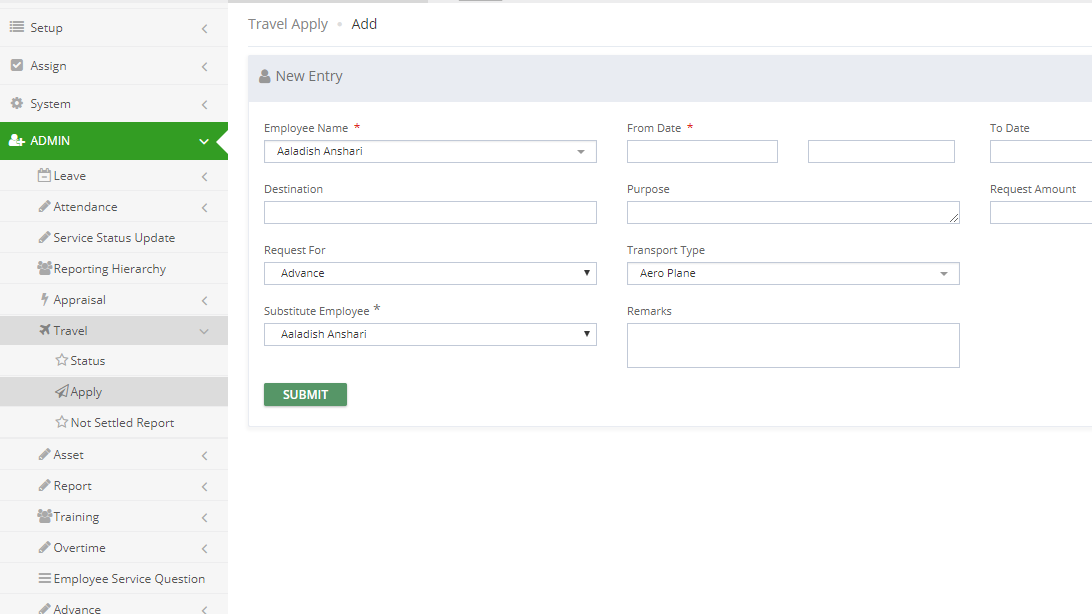 Setup
Assign
System
ADMIN
Leave
Attendance
Service Status Update
Reporting Hierarchy
Appraisal
Travel
Status
Apply
Not Settled Report
Asset
Report
Training
Overtime
Employee Service Question
Advance
Travel Apply • Add
New Entry
Employee Name * From Date * To Date
Aaladish Anshari
Destination Purpose Request Amount
Request For Transport Type
Advance Aero Plane
Substitute Employee * Remarks
Aaladish Anshari
SUBMIT